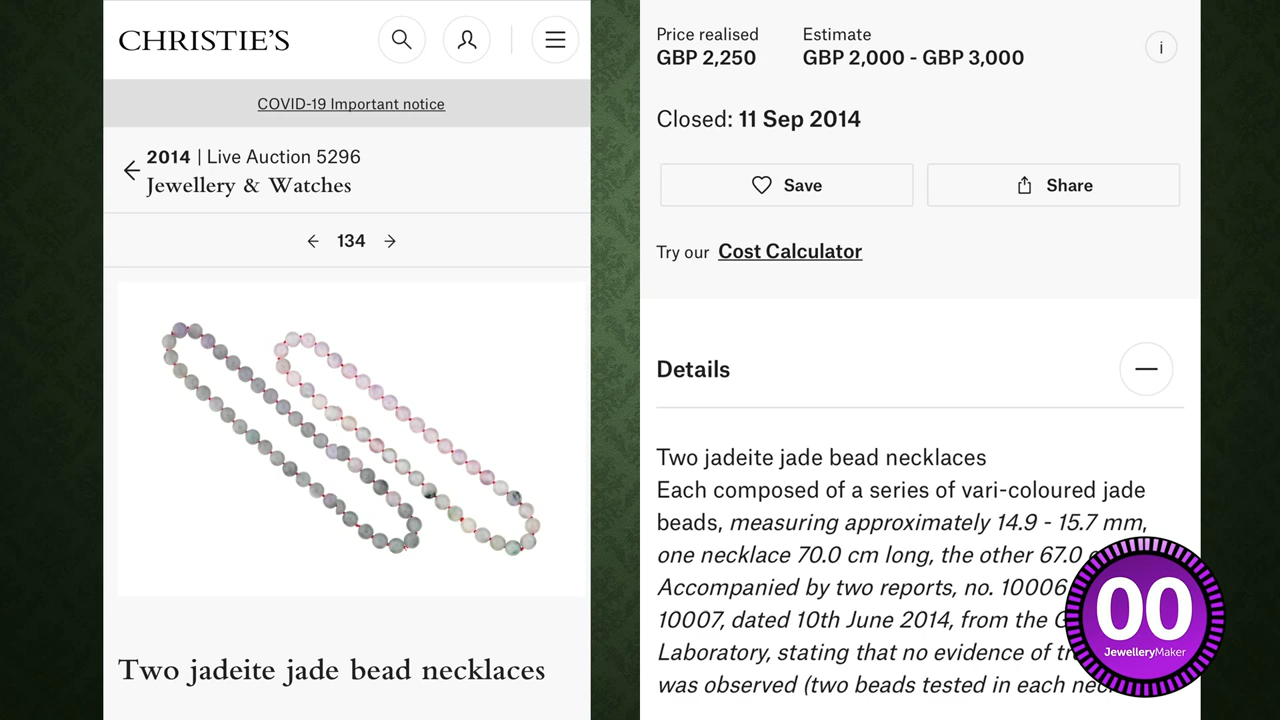 CHRISTIE'S
COVID-19 Important notice
2014 | Live Auction 5296
Jewellery & Watches
134
Two jadeite jade bead necklaces
Price realised
GBP 2,250
Estimate
GBP 2,000 - GBP 3,000
i
Closed: 11 Sep 2014
Save
Share
Try our Cost Calculator
Details
Two jadeite jade bead necklaces
Each composed of a series of vari-coloured jade
beads, measuring approximately 14.9 - 15.7 mm,
one necklace 70.0 cm long, the other 67.0
Accompanied by two reports, no. 10006
10007, dated 10th June 2014, from the
Laboratory, stating that no evidence of
was observed (two beads tested in each
00
JewelleryMaker